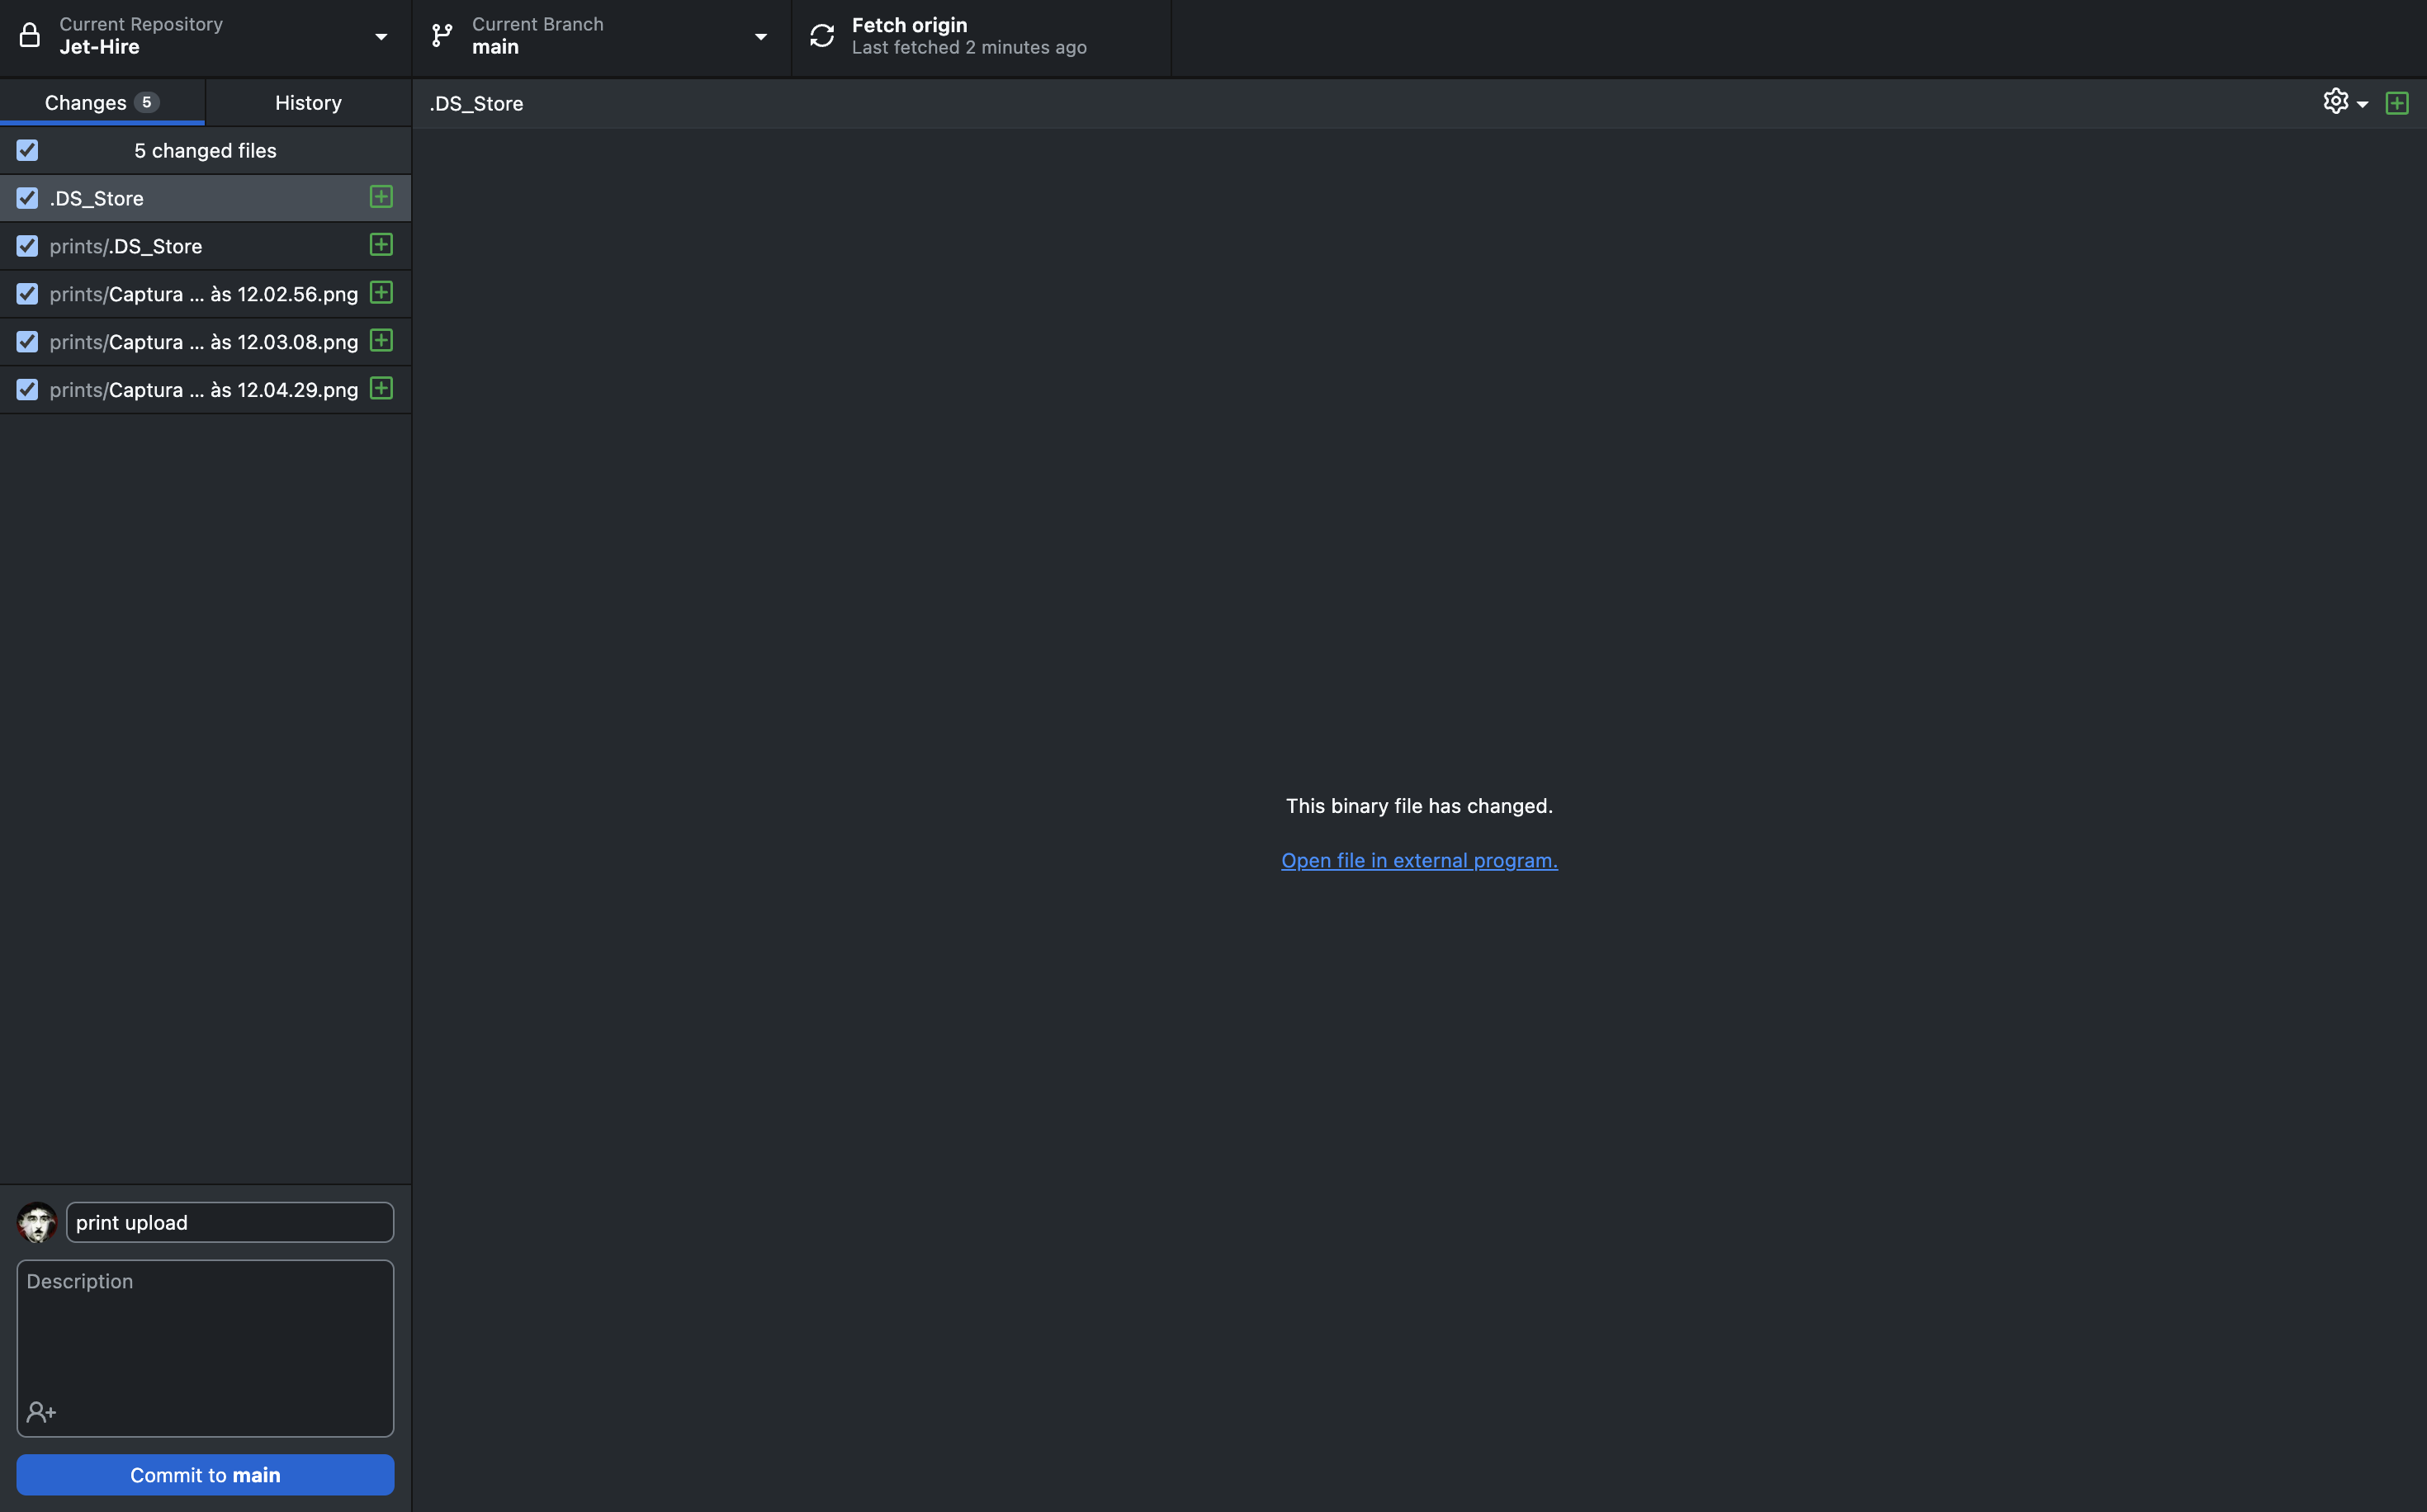 Current Repository
Jet-Hire
Current Branch
main
Fetch origin
Last fetched 2 minutes ago
Changes 5
History
.DS_Store
5 changed files
.DS_Store
prints/.DS_Store
prints/Captura ... às 12.02.56.png
prints/Captura ... às 12.03.08.png
prints/Captura ... às 12.04.29.png
This binary file has changed.
Open file in external program.
print upload
Description
Commit to main